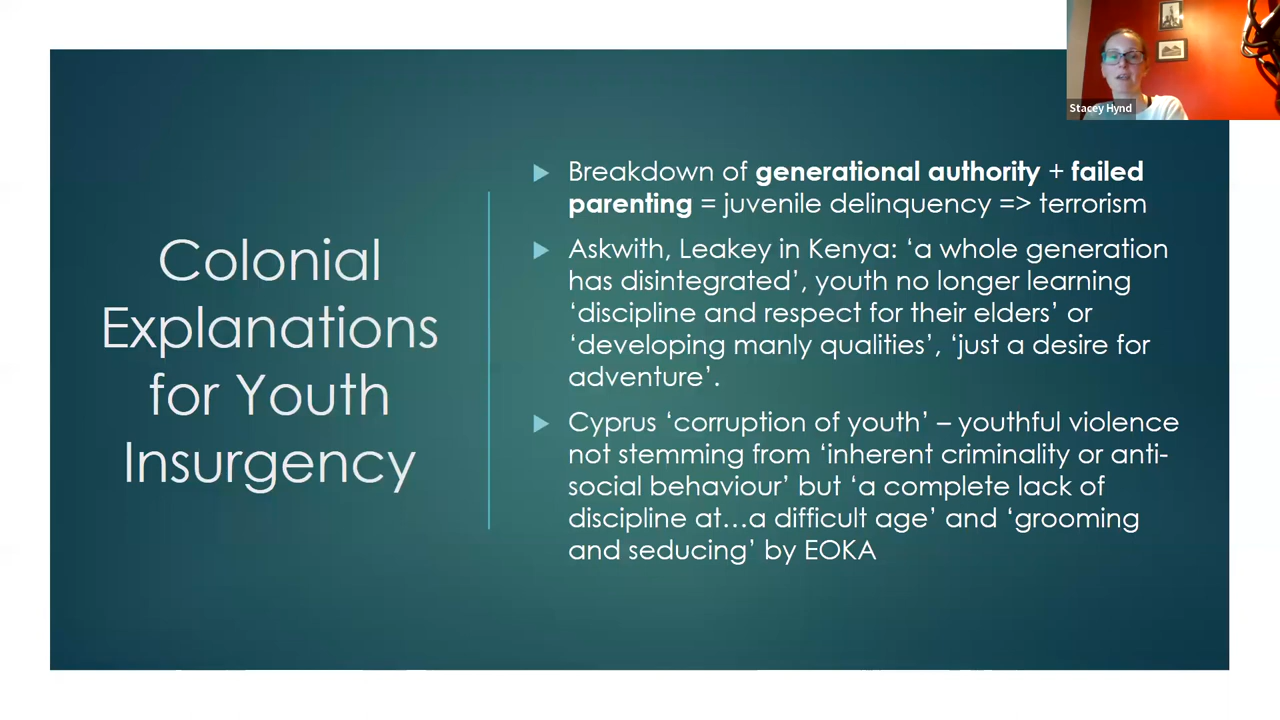 Stacey Hynd
Colonial
Explanations
for Youth
Insurgency
Breakdown of generational authority + failed
parenting = juvenile delinquency => terrorism
Askwith, Leakey in Kenya: ‘a whole generation
has disintegrated’, youth no longer learning
‘discipline and respect for their elders’ or
‘developing manly qualities’, ‘just a desire for
adventure’.
Cyprus ‘corruption of youth’ – youthful violence
not stemming from ‘inherent criminality or anti-
social behaviour’ but ‘a complete lack of
discipline at…a difficult age’ and ‘grooming
and seducing’ by EOKA